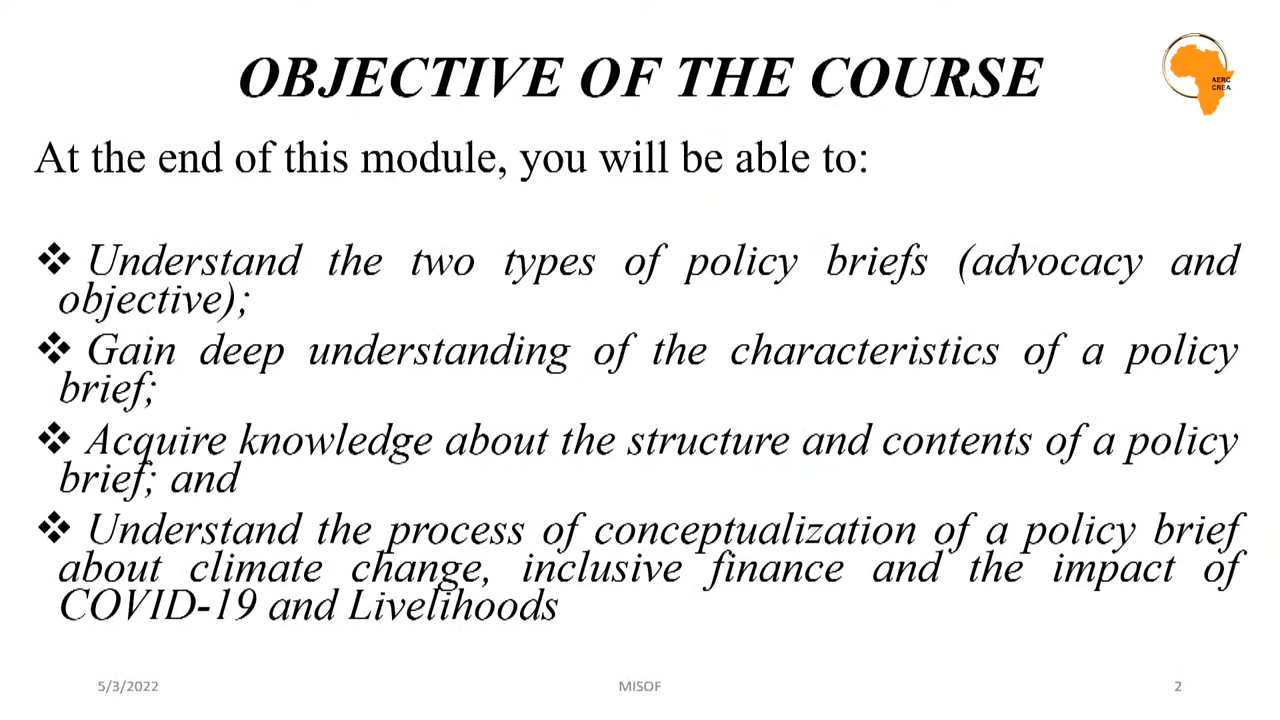 OBJECTIVE OF THE COURSE
AERC
CREA
At the end of this module, you will be able to:
❖ Understand the two types of policy briefs (advocacy and
objective);
❖ Gain deep understanding of the characteristics of a policy
brief;
❖ Acquire knowledge about the structure and contents of a policy
brief; and
❖ Understand the process of conceptualization of a policy brief
about climate change, inclusive finance and the impact of
COVID-19 and Livelihoods
5/3/2022
MISOF
2